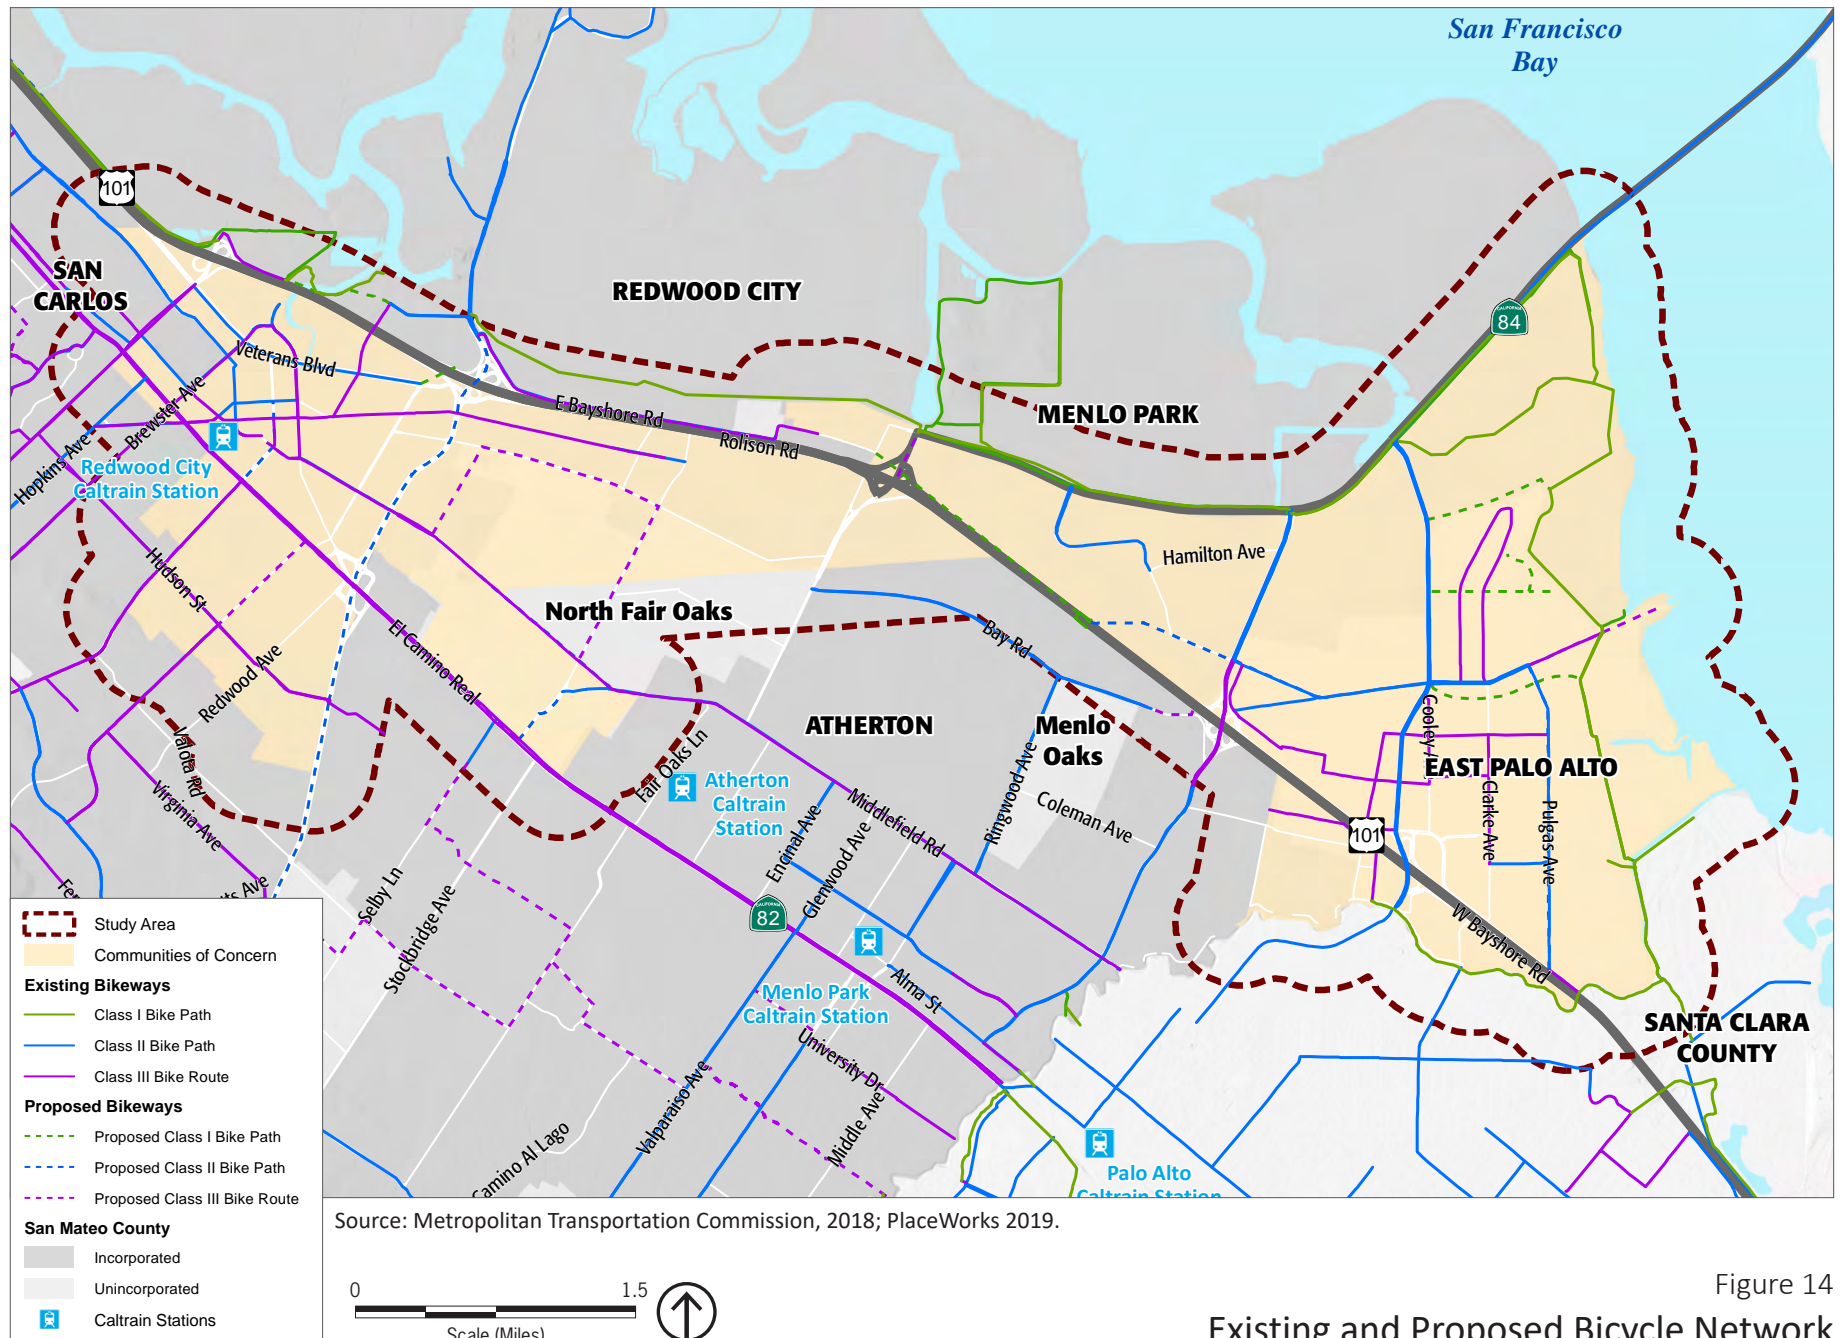 San Francisco
Bay
101
SAN
CARLOS
REDWOOD CITY
84
Veterans Blvd
E Bayshore Rd
MENLO PARK
Brewster Ave
Rolison Rd
Hopkins Ave
Redwood City
Caltrain Station
Hamilton Ave
Hudson St
North Fair Oaks
El Camino Real
Bay Rd
Redwood Ave
ATHERTON
Menlo
Oaks
Cooley
EAST PALO ALTO
Valota Rd
Fair Oaks Ln
Atherton
Caltrain
Station
Ringwood Ave
Virginia Ave
Encinal Ave
Middlefield Rd
Coleman Ave
Clarke Ave
Pulgas Ave
101
Glenwood Ave
Selby Ln
Stockbridge Ave
82
W Bayshore Rd
Alma St
Menlo Park
Caltrain Station
SANTA CLARA
COUNTY
University Dr
Valparaiso Ave
Middle Ave
Camino Al Lago
Palo Alto
Caltrain Station
Study Area
Communities of Concern
Existing Bikeways
Class I Bike Path
Class II Bike Path
Class III Bike Route
Proposed Bikeways
Proposed Class I Bike Path
Proposed Class II Bike Path
Proposed Class III Bike Route
San Mateo County
Incorporated
Unincorporated
Caltrain Stations
Source: Metropolitan Transportation Commission, 2018; PlaceWorks 2019.
0 1.5
Scale (Miles)
Figure 14
Existing and Proposed Bicycle Network